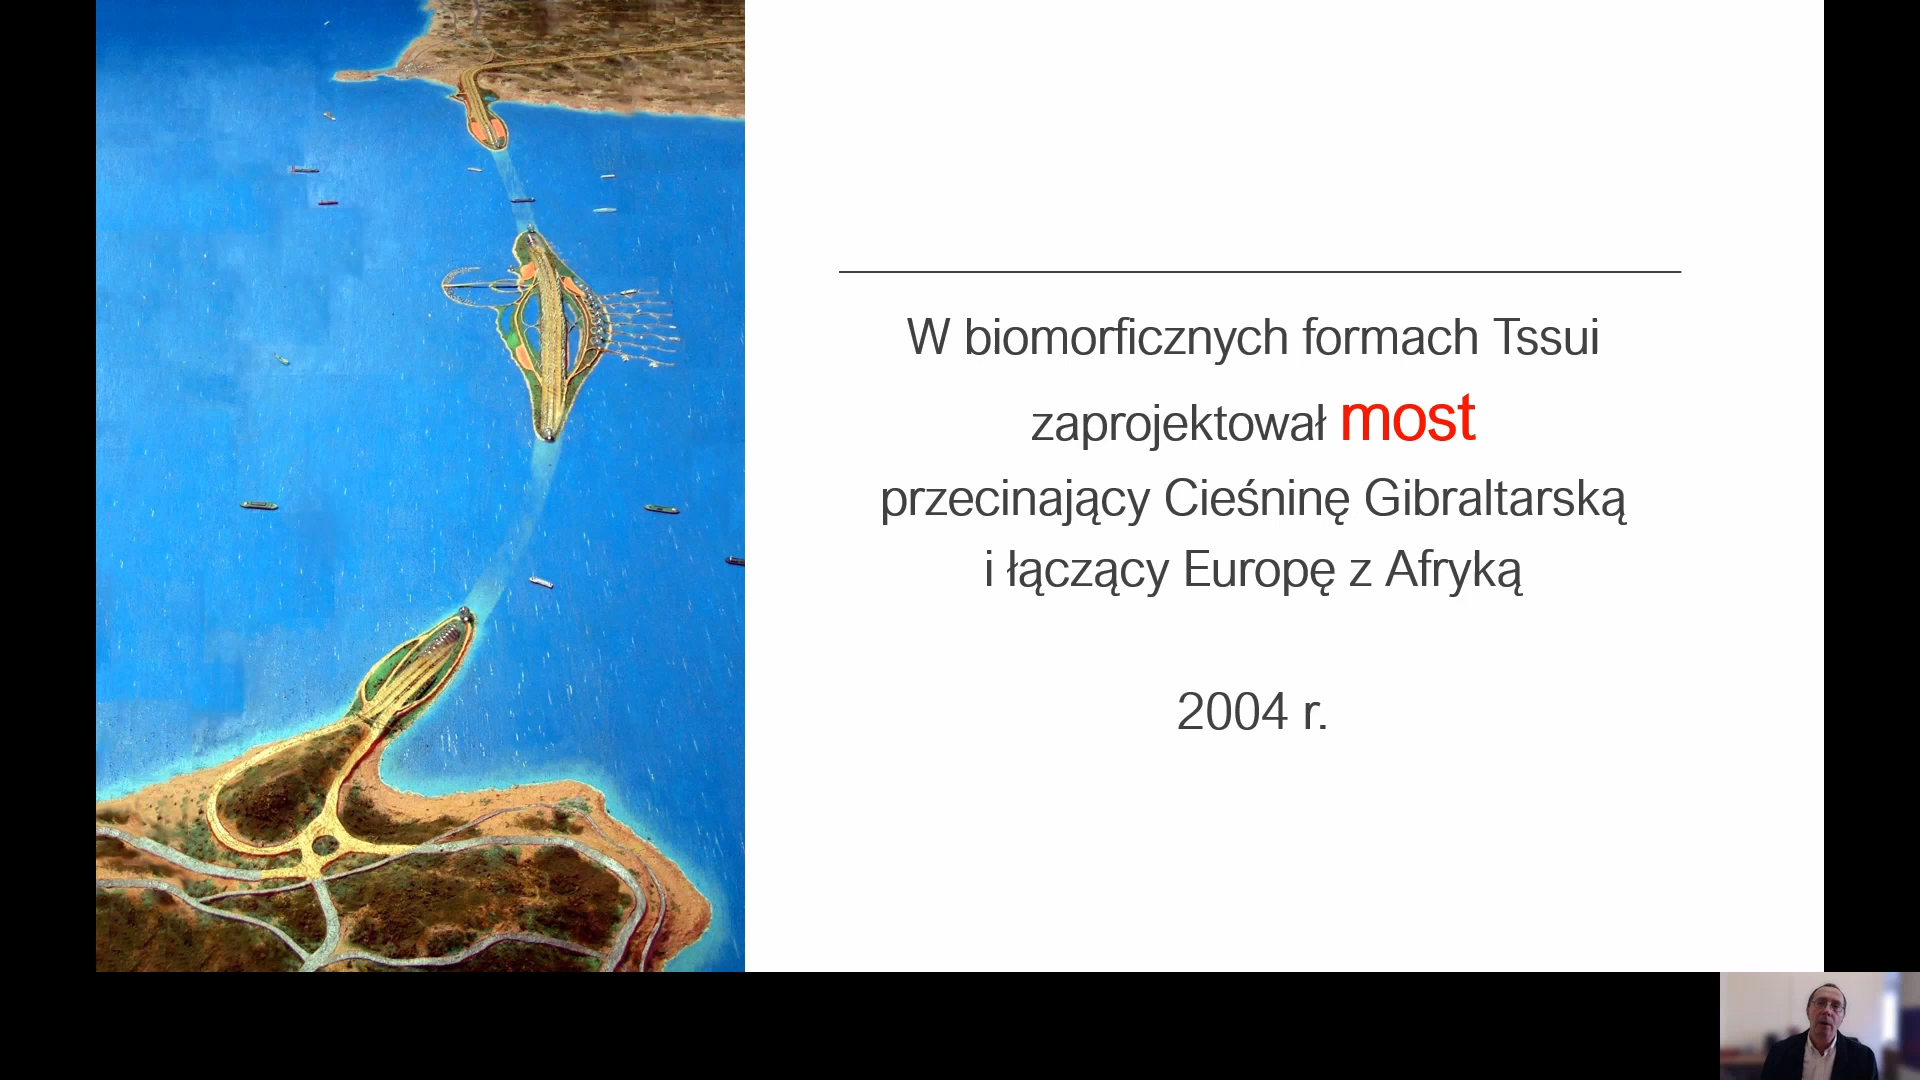 W biomorficznych formach Tssui
zaprojektował most
przecinający Cieśninę Gibraltarską
i łączący Europę z Afryką
2004 r.